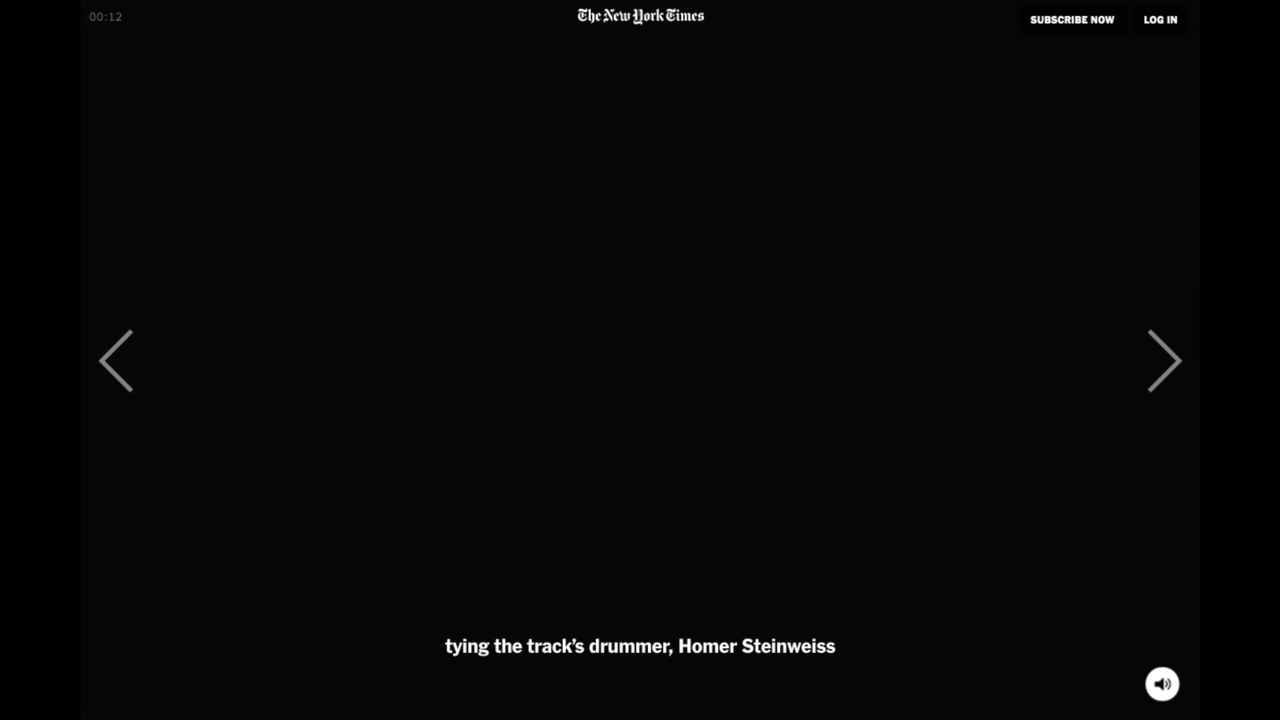 00:12
The New York Times
SUBSCRIBE NOW
LOG IN
tying the track’s drummer, Homer Steinweiss